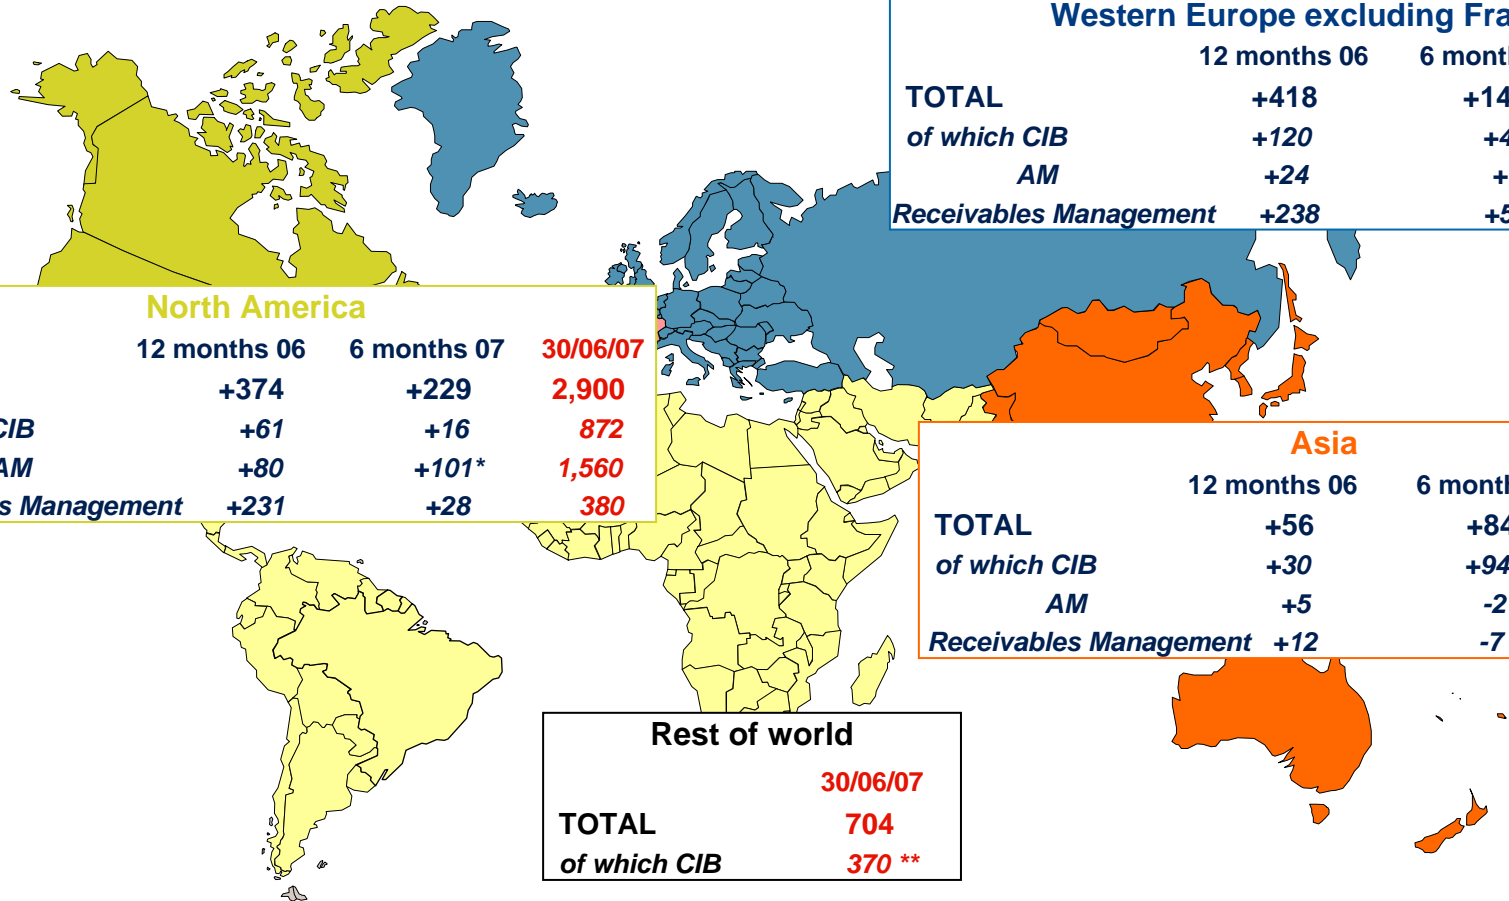 Western Europe excluding Fra
12 months 06 6 month
TOTAL +418 +14
of which CIB +120 +4
AM +24 +
Receivables Management +238 +5
North America
12 months 06 6 months 07 30/06/07
+374 +229 2,900
CIB +61 +16 872
AM +80 +101* 1,560
s Management +231 +28 380
Asia
12 months 06 6 month
TOTAL +56 +84
of which CIB +30 +94
AM +5 -2
Receivables Management +12 -7
Rest of world
30/06/07
TOTAL 704
of which CIB 370 **